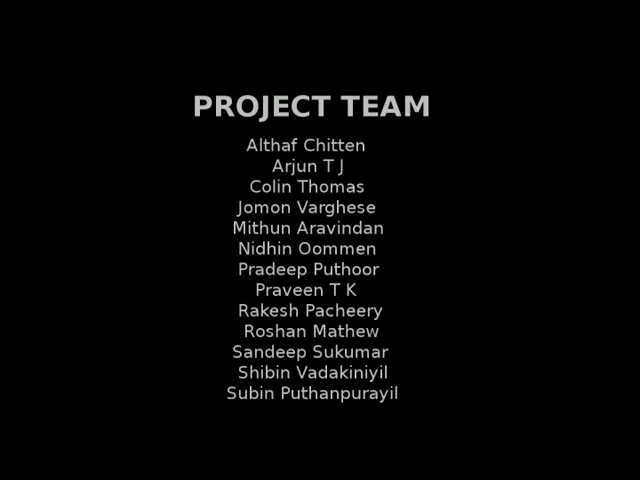 PROJECT TEAM
Althaf Chitten
Arjun T J
Colin Thomas
Jomon Varghese
Mithun Aravindan
Nidhin Oommen
Pradeep Puthoor
Praveen T K
Rakesh Pacheery
Roshan Mathew
Sandeep Sukumar
Shibin Vadakiniyil
Subin Puthanpurayil